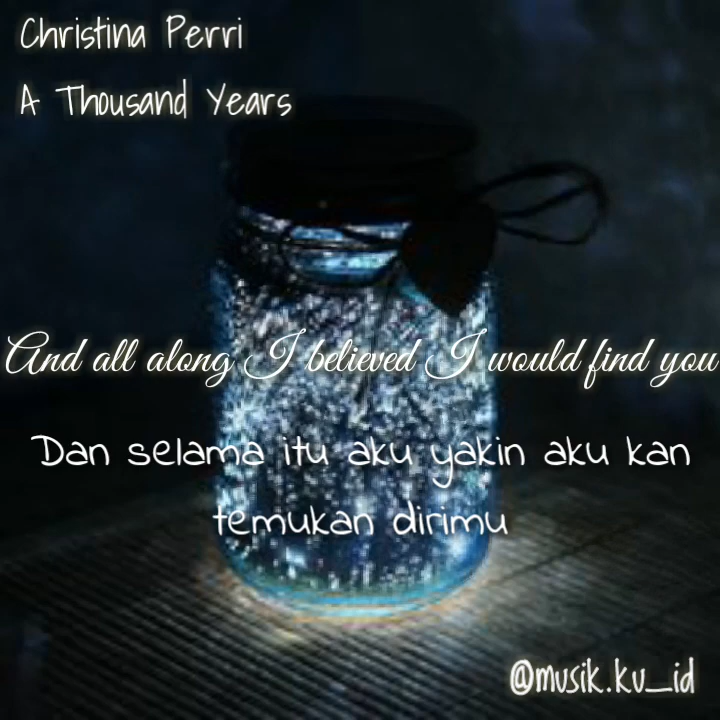 Christina Perri
A Thousand Years
And all along I believed I would find you
Dan selama itu aku yakin aku kan
temukan dirimu
@musik.ku_id